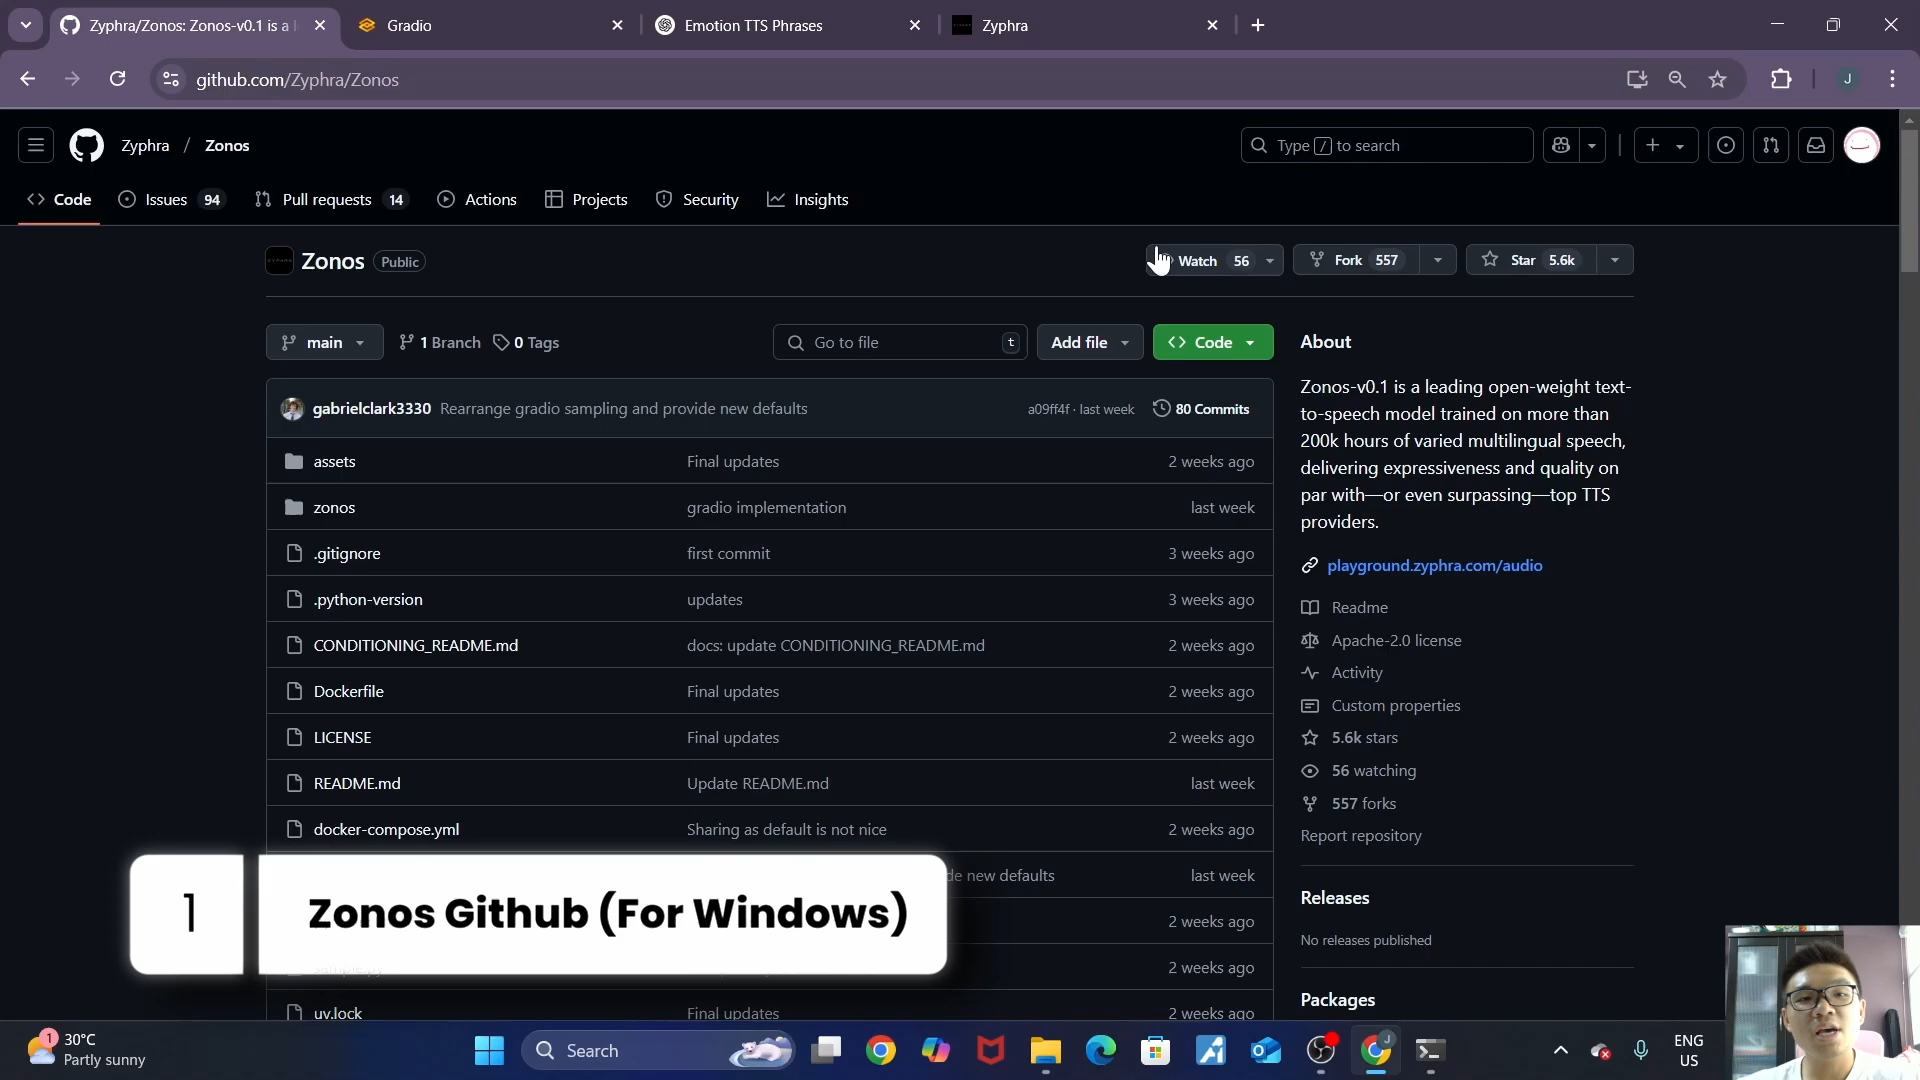 Zyphra/Zonos: Zonos-v0.1 is a l
Gradio
Emotion TTS Phrases
Zyphra
github.com/Zyphra/Zonos
J
Zyphra / Zonos
Type / to search
Code
Issues 94
Pull requests 14
Actions
Projects
Security
Insights
Zonos Public
Watch 56
Fork 557
Star 5.6k
main
1 Branch
0 Tags
Go to file t
Add file
Code
About
Zonos-v0.1 is a leading open-weight text-
to-speech model trained on more than
200k hours of varied multilingual speech,
delivering expressiveness and quality on
par with—or even surpassing—top TTS
providers.
playground.zyphra.com/audio
Readme
Apache-2.0 license
Activity
Custom properties
5.6k stars
56 watching
557 forks
Report repository
Releases
No releases published
Packages
gabrielclark3330 Rearrange gradio sampling and provide new defaults a09ff4f · last week 80 Commits
assets Final updates 2 weeks ago
zonos gradio implementation last week
.gitignore first commit 3 weeks ago
.python-version updates 3 weeks ago
CONDITIONING_README.md docs: update CONDITIONING_README.md 2 weeks ago
Dockerfile Final updates 2 weeks ago
LICENSE Final updates 2 weeks ago
README.md Update README.md last week
docker-compose.yml Sharing as default is not nice 2 weeks ago
de new defaults last week
2 weeks ago
2 weeks ago
uv.lock Final updates 2 weeks ago
1 Zonos Github (For Windows)
1
30°C
Partly sunny
Search
J
ENG
US